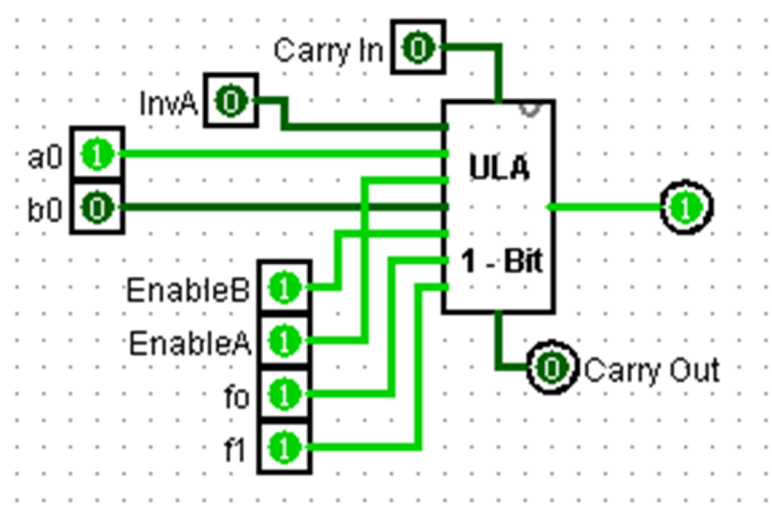 Carry In 0
InvA 0
a0 1
ULA
b0 0
1
1 - Bit
EnableB 1
EnableA 1
0 Carry Out
fo 1
f1 1